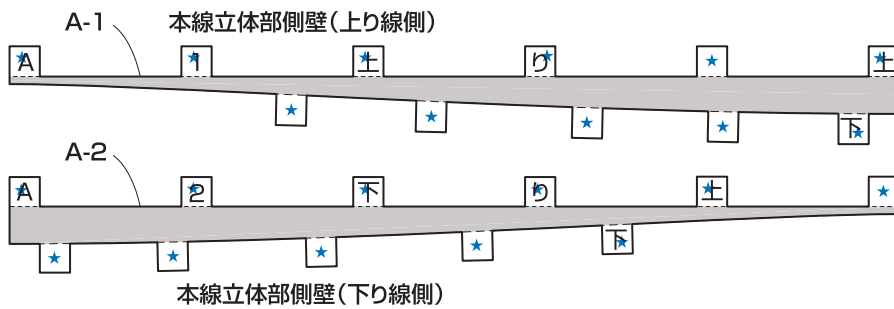 A-1 本線立体部側壁(上り線側)
A 1 上 り 上
下
A-2
A 2 下 り 上
下
本線立体部側壁(下り線側)